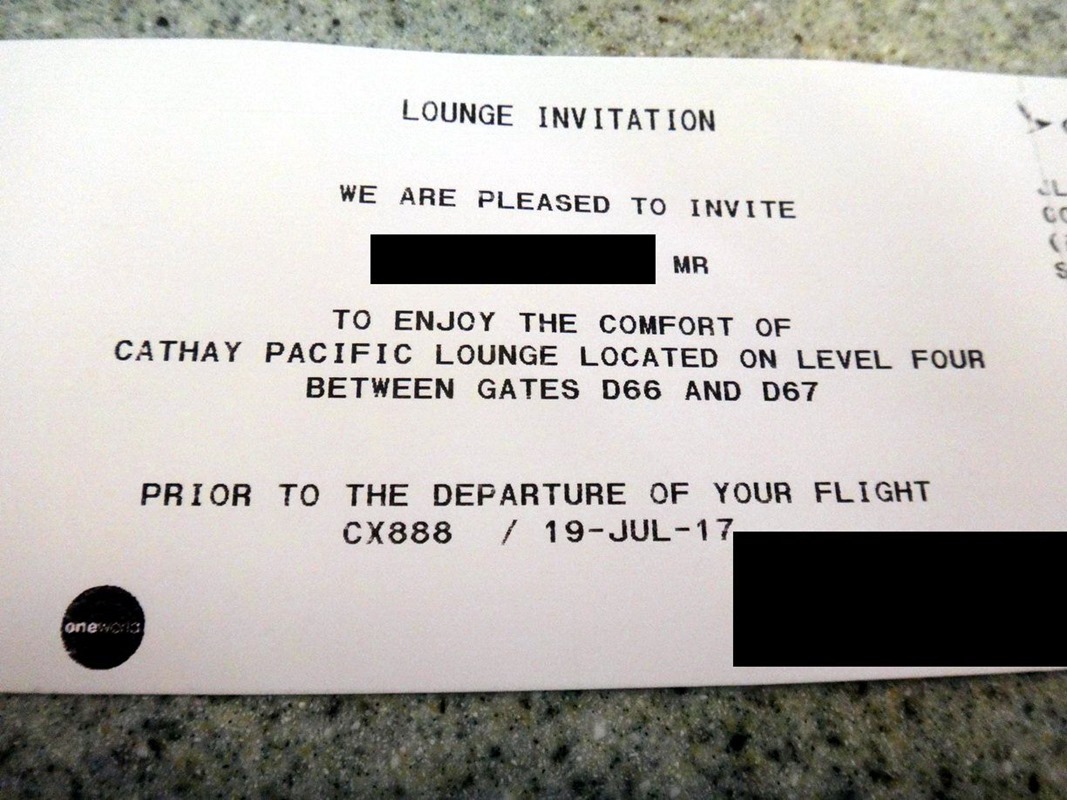 LOUNGE INVITATION
WE ARE PLEASED TO INVITE
MR
TO ENJOY THE COMFORT OF
CATHAY PACIFIC LOUNGE LOCATED ON LEVEL FOUR
BETWEEN GATES D66 AND D67
PRIOR TO THE DEPARTURE OF YOUR FLIGHT
CX888 / 19-JUL-17
oneworld